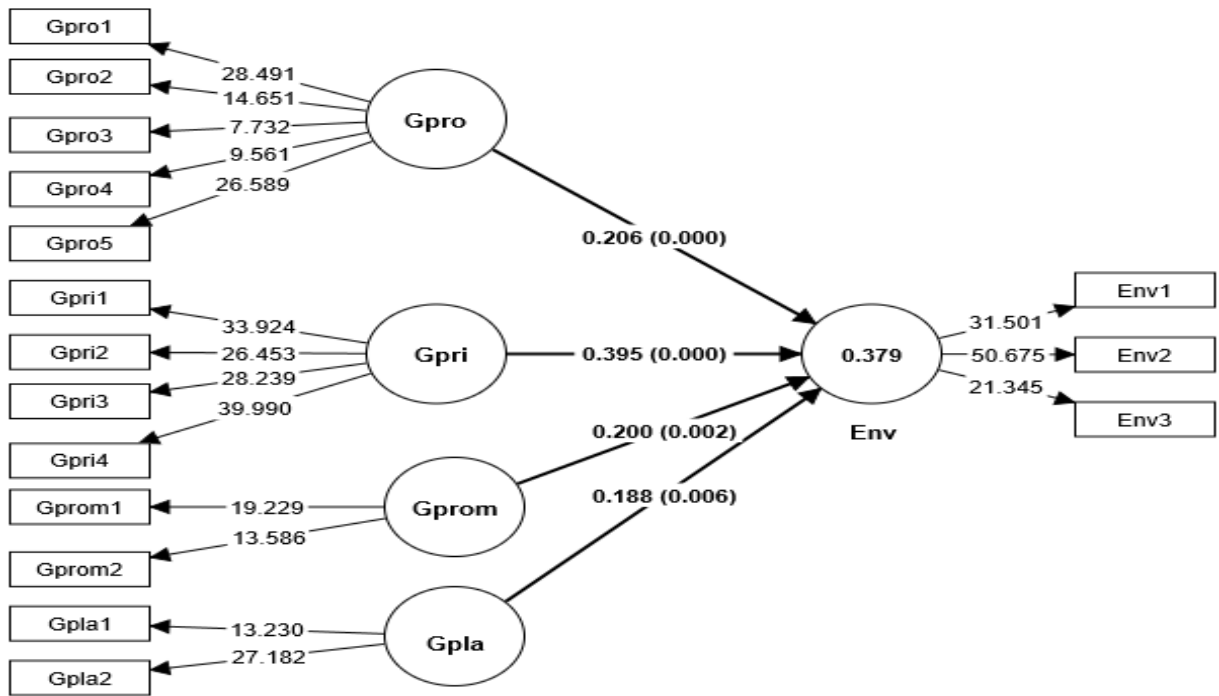 Gpro1
28.491
Gpro2
14.651
Gpro
Gpro3
7.732
Gpro4
9.561
26.589
Gpro5
0.206 (0.000)
Gpri1
33.924
Gpri2
26.453
Gpri
Gpri3
28.239
39.990
Gpri4
0.395 (0.000)
0.379
Env
31.501
Env1
50.675
Env2
21.345
Env3
0.200 (0.002)
Gprom1
19.229
Gprom
13.586
Gprom2
0.188 (0.006)
Gpla1
13.230
Gpla
27.182
Gpla2